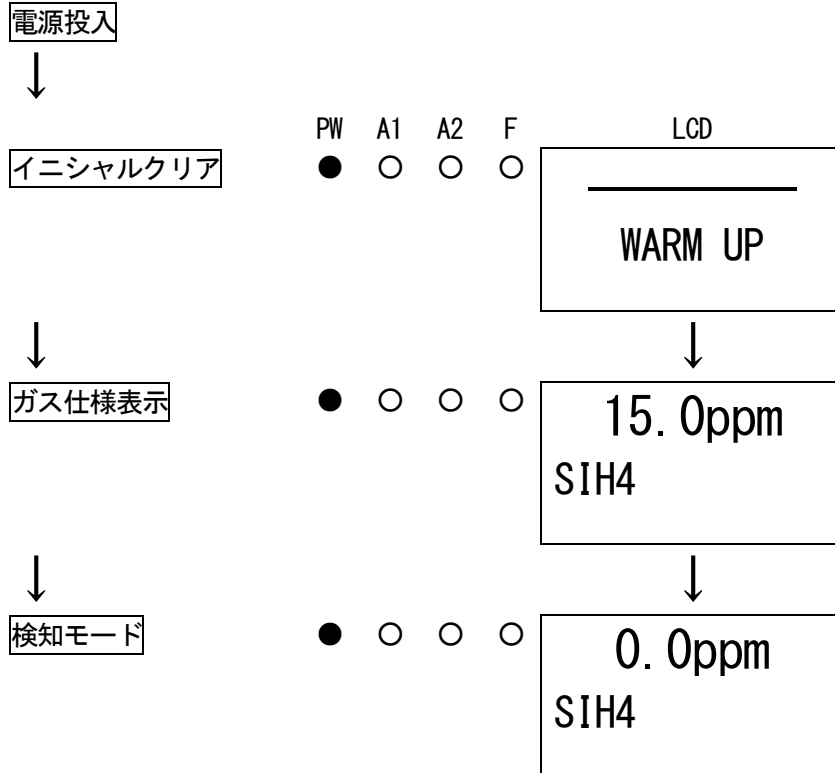 電源投入
↓
PW A1 A2 F LCD
イニシャルクリア ● ○ ○ ○
WARM UP
↓ ↓
ガス仕様表示 ● ○ ○ ○ 15.0ppm
SIH4
↓ ↓
検知モード ● ○ ○ ○ 0.0ppm
SIH4